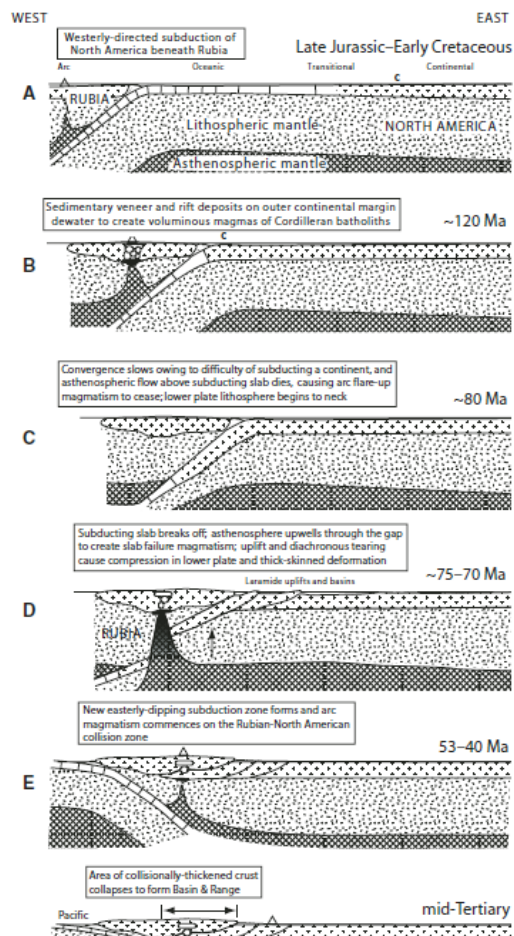 WEST
EAST
Westerly-directed subduction of
North America beneath Rubia
Late Jurassic–Early Cretaceous
Arc
Oceanic
Transitional
Continental
c
A
RUBIA
Lithospheric mantle
NORTH AMERICA
Asthenospheric mantle
Sedimentary veneer and rift deposits on outer continental margin
dewater to create voluminous magmas of Cordilleran batholiths
~120 Ma
c
B
Convergence slows owing to difficulty of subducting a continent, and
asthenospheric flow above subducting slab dies, causing arc flare-up
magmatism to cease; lower plate lithosphere begins to neck
~80 Ma
C
Subducting slab breaks off; asthenosphere upwells through the gap
to create slab failure magmatism; uplift and diachronous tearing
cause compression in lower plate and thick-skinned deformation
~75–70 Ma
Laramide uplifts and basins
D
RUBIA
New easterly-dipping subduction zone forms and arc
magmatism commences on the Rubian-North American
collision zone
53–40 Ma
E
Area of collisionally-thickened crust
collapses to form Basin & Range
mid-Tertiary
Pacific